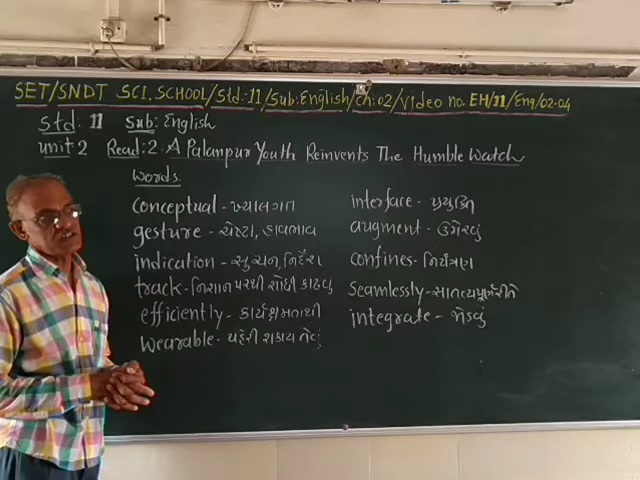 SET/SNDT SCI. SCHOOL/Std:11/Sub:English/Ch:02/Video no. EH/11/Eng/02-04
Std: 11 Sub: English
unit 2 Read:2: A Palanpur Youth Reinvents The Humble Watch
Words.
conceptual - ખ્યાલગત
interface - પ્રયુક્તિ
gesture - ચેષ્ટા, હાવભાવ
augment - ઉમેરવું
indication - સુચન, નિર્દેશ
confines - નિયંત્રણ
track - નિશાન પરથી શોધી કાઢવું
seamlessly - સાતત્યપૂર્ણ રીતે
efficiently - કાર્યક્ષમતાથી
integrate - જોડવું
Wearable - પહેરી શકાય તેવું